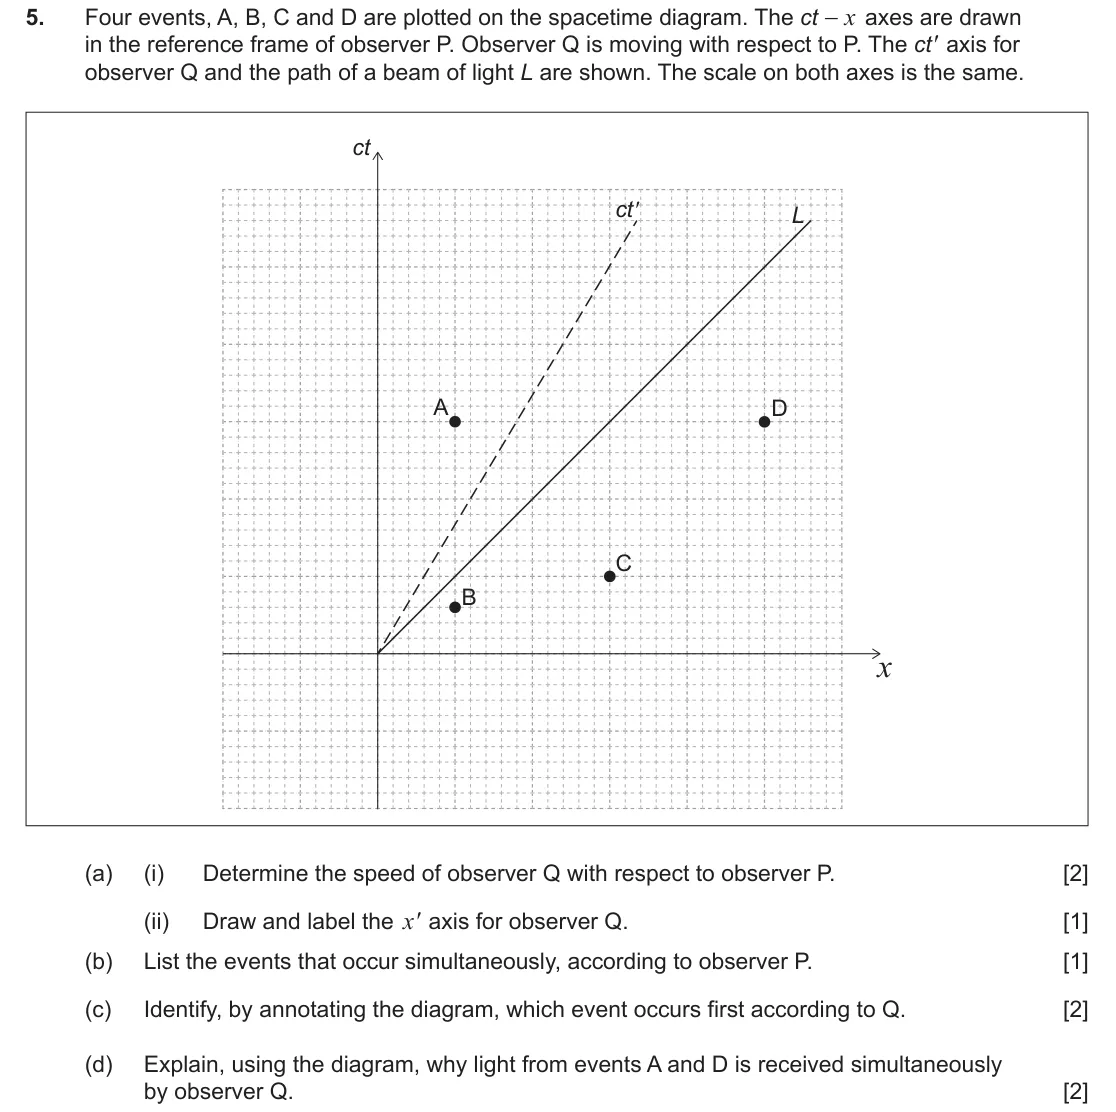 5. Four events, A, B, C and D are plotted on the spacetime diagram. The ct – x axes are drawn
in the reference frame of observer P. Observer Q is moving with respect to P. The ct′ axis for
observer Q and the path of a beam of light L are shown. The scale on both axes is the same.
ct
ct′
L
A
D
C
B
x
(a) (i) Determine the speed of observer Q with respect to observer P. [2]
(ii) Draw and label the x′ axis for observer Q. [1]
(b) List the events that occur simultaneously, according to observer P. [1]
(c) Identify, by annotating the diagram, which event occurs first according to Q. [2]
(d) Explain, using the diagram, why light from events A and D is received simultaneously
by observer Q. [2]